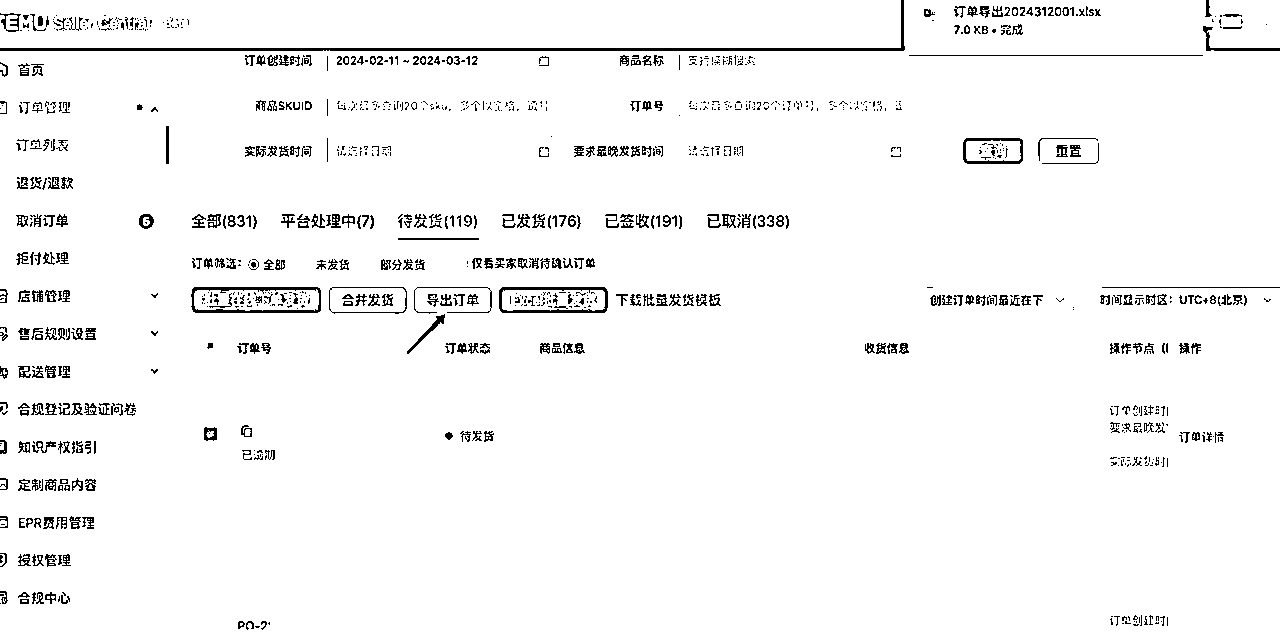 TEMU Seller Central
订单导出2024312001.xlsx
7.0 KB • 完成
首页
订单创建时间 2024-02-11 ~ 2024-03-12 商品名称 支持模糊搜索
订单管理
商品SKUID 每次最多查询20个sku，多个以空格、逗号
订单号 每次最多查询20个订单号，多个以空格、逗
订单列表
实际发货时间 请选择日期 要求最晚发货时间 请选择日期 查询 重置
退货/退款
取消订单 6
全部(831) 平台处理中(7) 待发货(119) 已发货(176) 已签收(191) 已取消(338)
拒付处理
订单筛选： 全部 未发货 部分发货 仅看买家取消待确认订单
店铺管理
合并发货 导出订单 下载批量发货模板 创建订单时间最近在下 时间显示时区： UTC+8(北京)
售后规则设置
订单号 订单状态 商品信息 收货信息 操作节点 操作
配送管理
合规登记及验证问卷
订单创建时
要求最晚发
待发货
订单详情
知识产权指引
已逾期
实际发货时
定制商品内容
EPR费用管理
授权管理
合规中心
订单创建时
PO-21